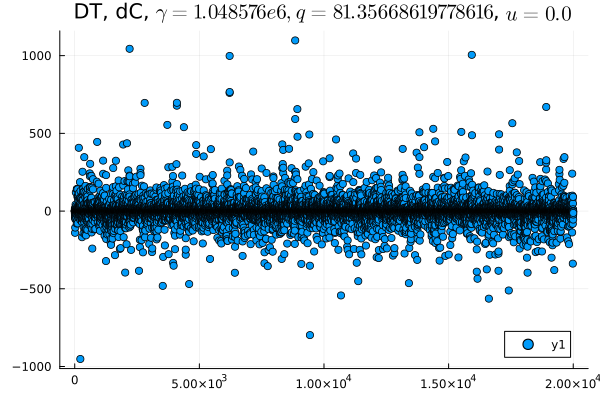 DT, dC, γ = 1.048576e6, q = 81.35668619778616, u = 0.0
1000
500
0
−500
−1000
y1
0 5.00×10³ 1.00×10⁴ 1.50×10⁴ 2.00×10⁴